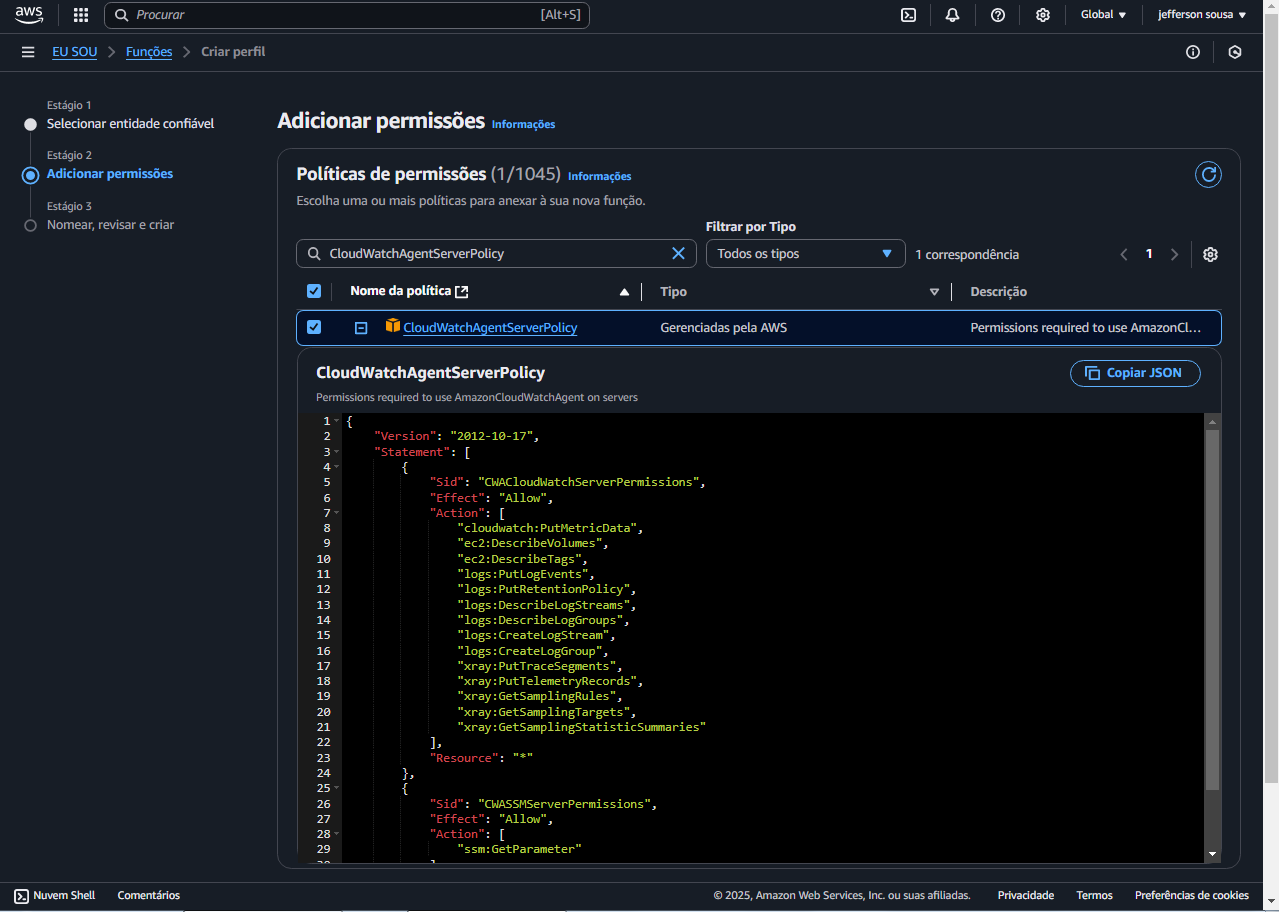 aws
Procurar [Alt+S]
Global
jefferson sousa
EU SOU
Funções
Criar perfil
Estágio 1
Selecionar entidade confiável
Estágio 2
Adicionar permissões
Estágio 3
Nomear, revisar e criar
Adicionar permissões Informações
Políticas de permissões (1/1045) Informações
Escolha uma ou mais políticas para anexar à sua nova função.
Filtrar por Tipo
CloudWatchAgentServerPolicy
Todos os tipos
1 correspondência
1
Nome da política
Tipo
Descrição
CloudWatchAgentServerPolicy
Gerenciadas pela AWS
Permissions required to use AmazonCl...
CloudWatchAgentServerPolicy
Copiar JSON
Permissions required to use AmazonCloudWatchAgent on servers
1 {
2 "Version": "2012-10-17",
3 "Statement": [
4 {
5 "Sid": "CWACloudWatchServerPermissions",
6 "Effect": "Allow",
7 "Action": [
8 "cloudwatch:PutMetricData",
9 "ec2:DescribeVolumes",
10 "ec2:DescribeTags",
11 "logs:PutLogEvents",
12 "logs:PutRetentionPolicy",
13 "logs:DescribeLogStreams",
14 "logs:DescribeLogGroups",
15 "logs:CreateLogStream",
16 "logs:CreateLogGroup",
17 "xray:PutTraceSegments",
18 "xray:PutTelemetryRecords",
19 "xray:GetSamplingRules",
20 "xray:GetSamplingTargets",
21 "xray:GetSamplingStatisticSummaries"
22 ],
23 "Resource": "*"
24 },
25 {
26 "Sid": "CWASSMServerPermissions",
27 "Effect": "Allow",
28 "Action": [
29 "ssm:GetParameter"
Nuvem Shell
Comentários
© 2025, Amazon Web Services, Inc. ou suas afiliadas.
Privacidade
Termos
Preferências de cookies